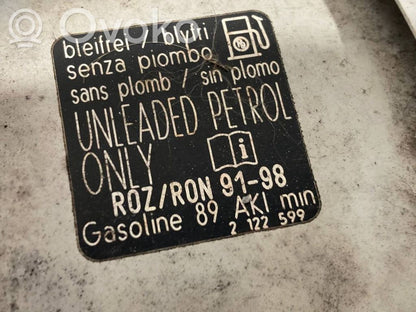 OVOKO
bleifrei / blyfri
senza piombo
sans plomb / sin plomo
UNLEADED PETROL
ONLY
i
ROZ/RON 91-98
Gasoline 89 AKI min
2 122 599